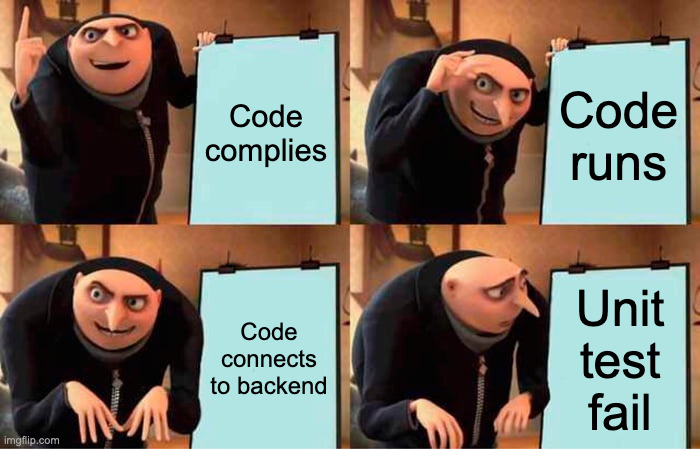 Code
complies
Code
runs
Code
connects
to backend
Unit
test
fail
imgflip.com